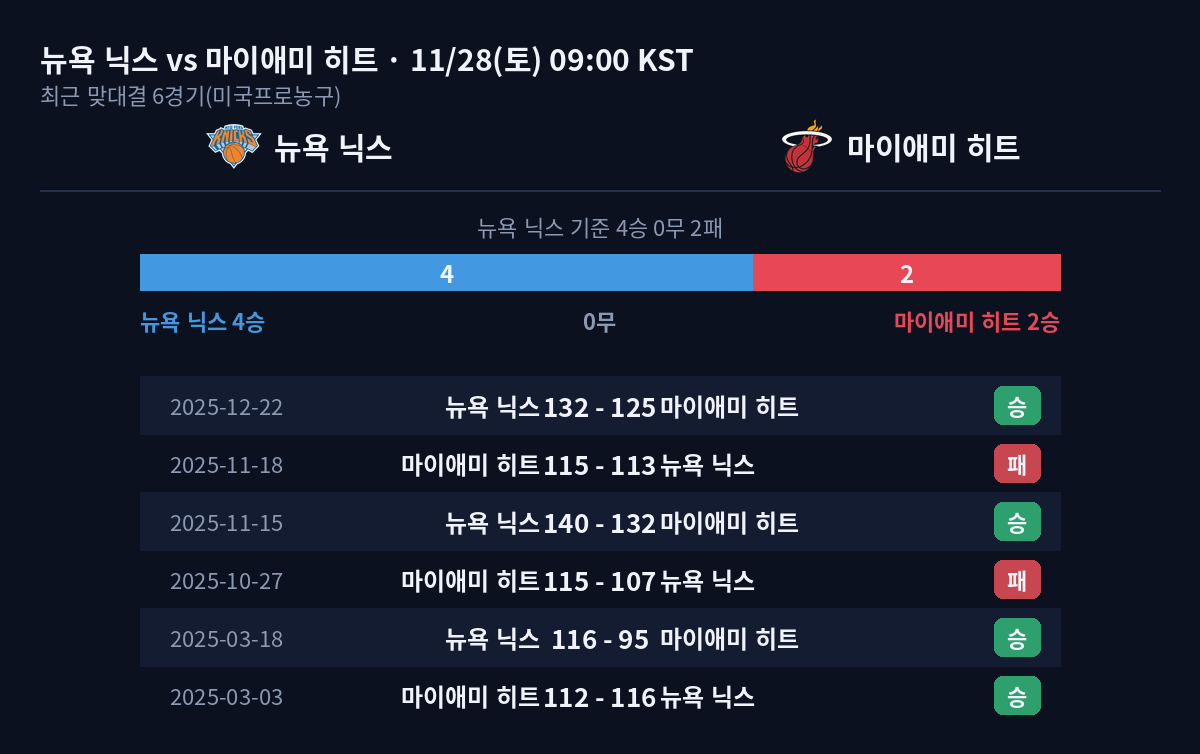 뉴욕 닉스 vs 마이애미 히트 · 11/28(토) 09:00 KST
최근 맞대결 6경기(미국프로농구)
NEW YORK
KNICKS
뉴욕 닉스
마이애미 히트
뉴욕 닉스 기준 4승 0무 2패
4 2
뉴욕 닉스 4승 0무 마이애미 히트 2승
2025-12-22 뉴욕 닉스 132 - 125 마이애미 히트 승
2025-11-18 마이애미 히트 115 - 113 뉴욕 닉스 패
2025-11-15 뉴욕 닉스 140 - 132 마이애미 히트 승
2025-10-27 마이애미 히트 115 - 107 뉴욕 닉스 패
2025-03-18 뉴욕 닉스 116 - 95 마이애미 히트 승
2025-03-03 마이애미 히트 112 - 116 뉴욕 닉스 승